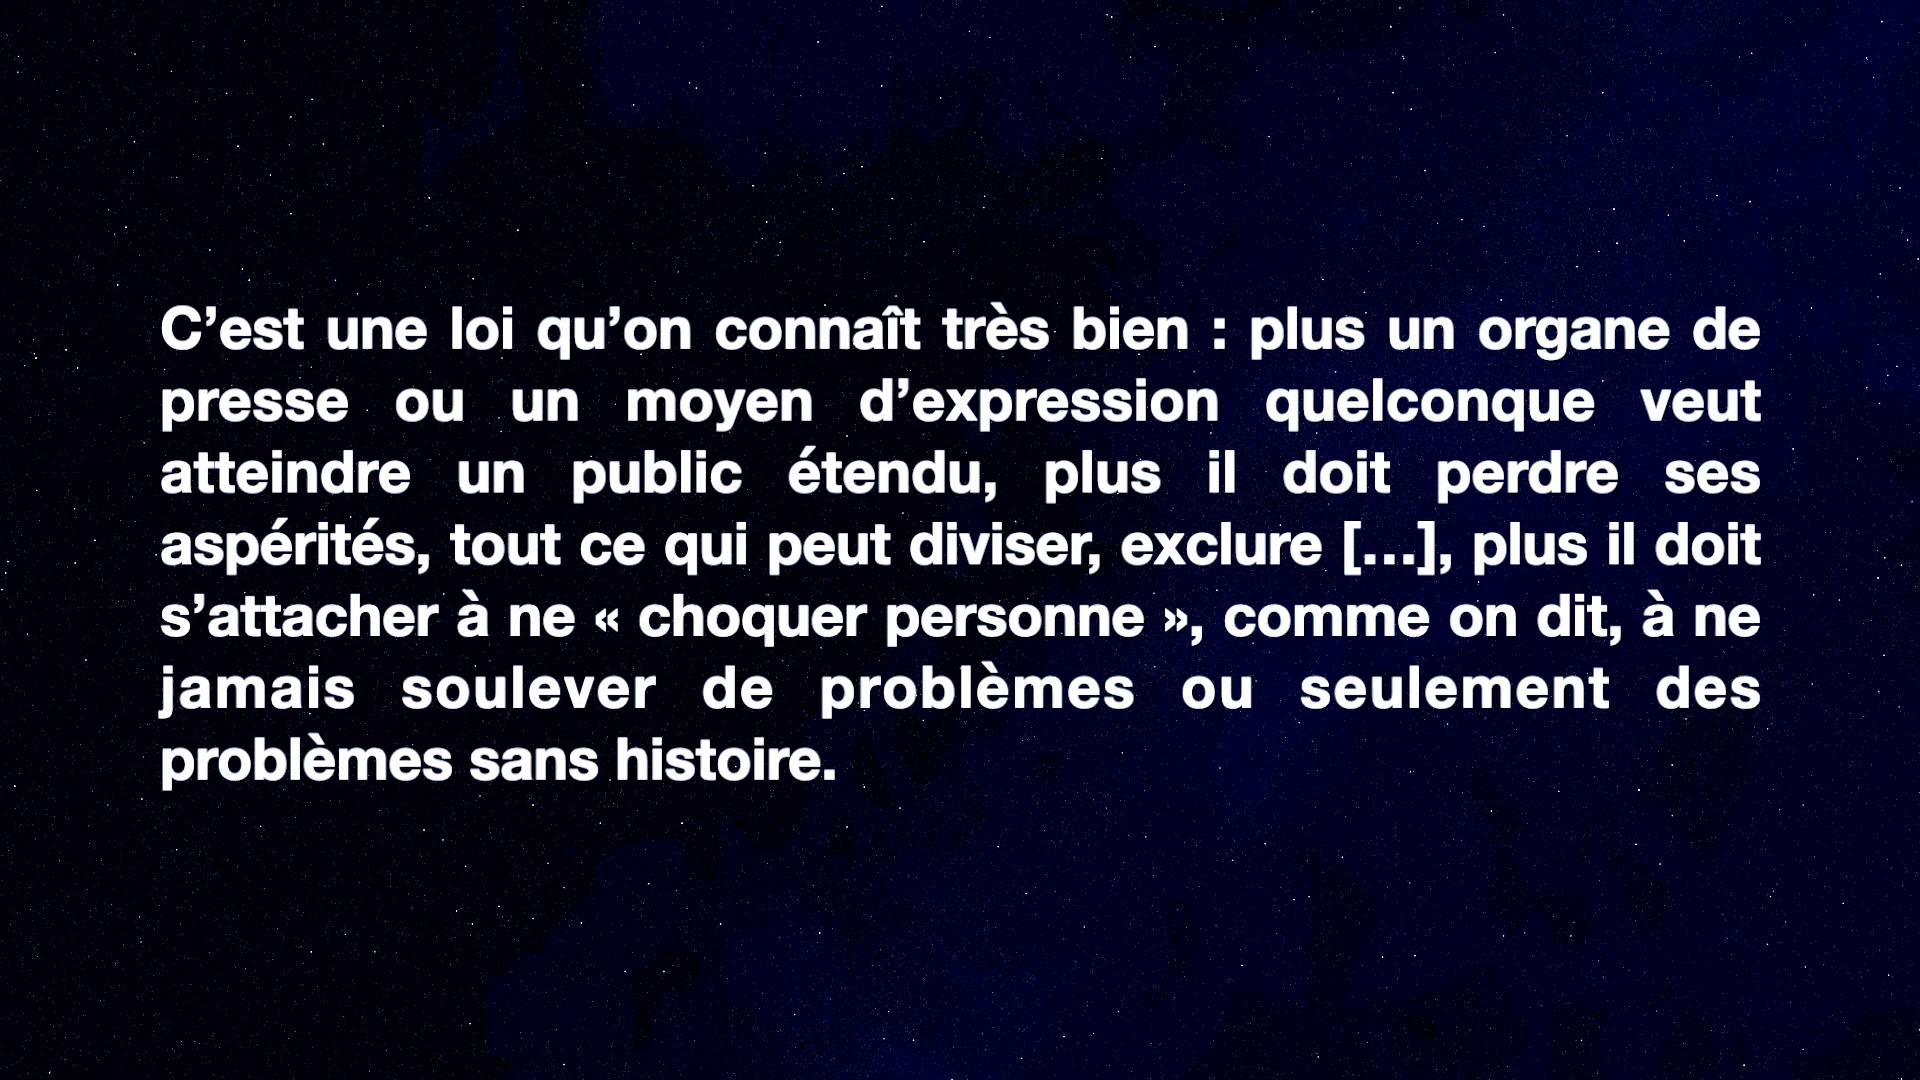 C’est une loi qu’on connaît très bien : plus un organe de
presse ou un moyen d’expression quelconque veut
atteindre un public étendu, plus il doit perdre ses
aspérités, tout ce qui peut diviser, exclure […], plus il doit
s’attacher à ne « choquer personne », comme on dit, à ne
jamais soulever de problèmes ou seulement des
problèmes sans histoire.